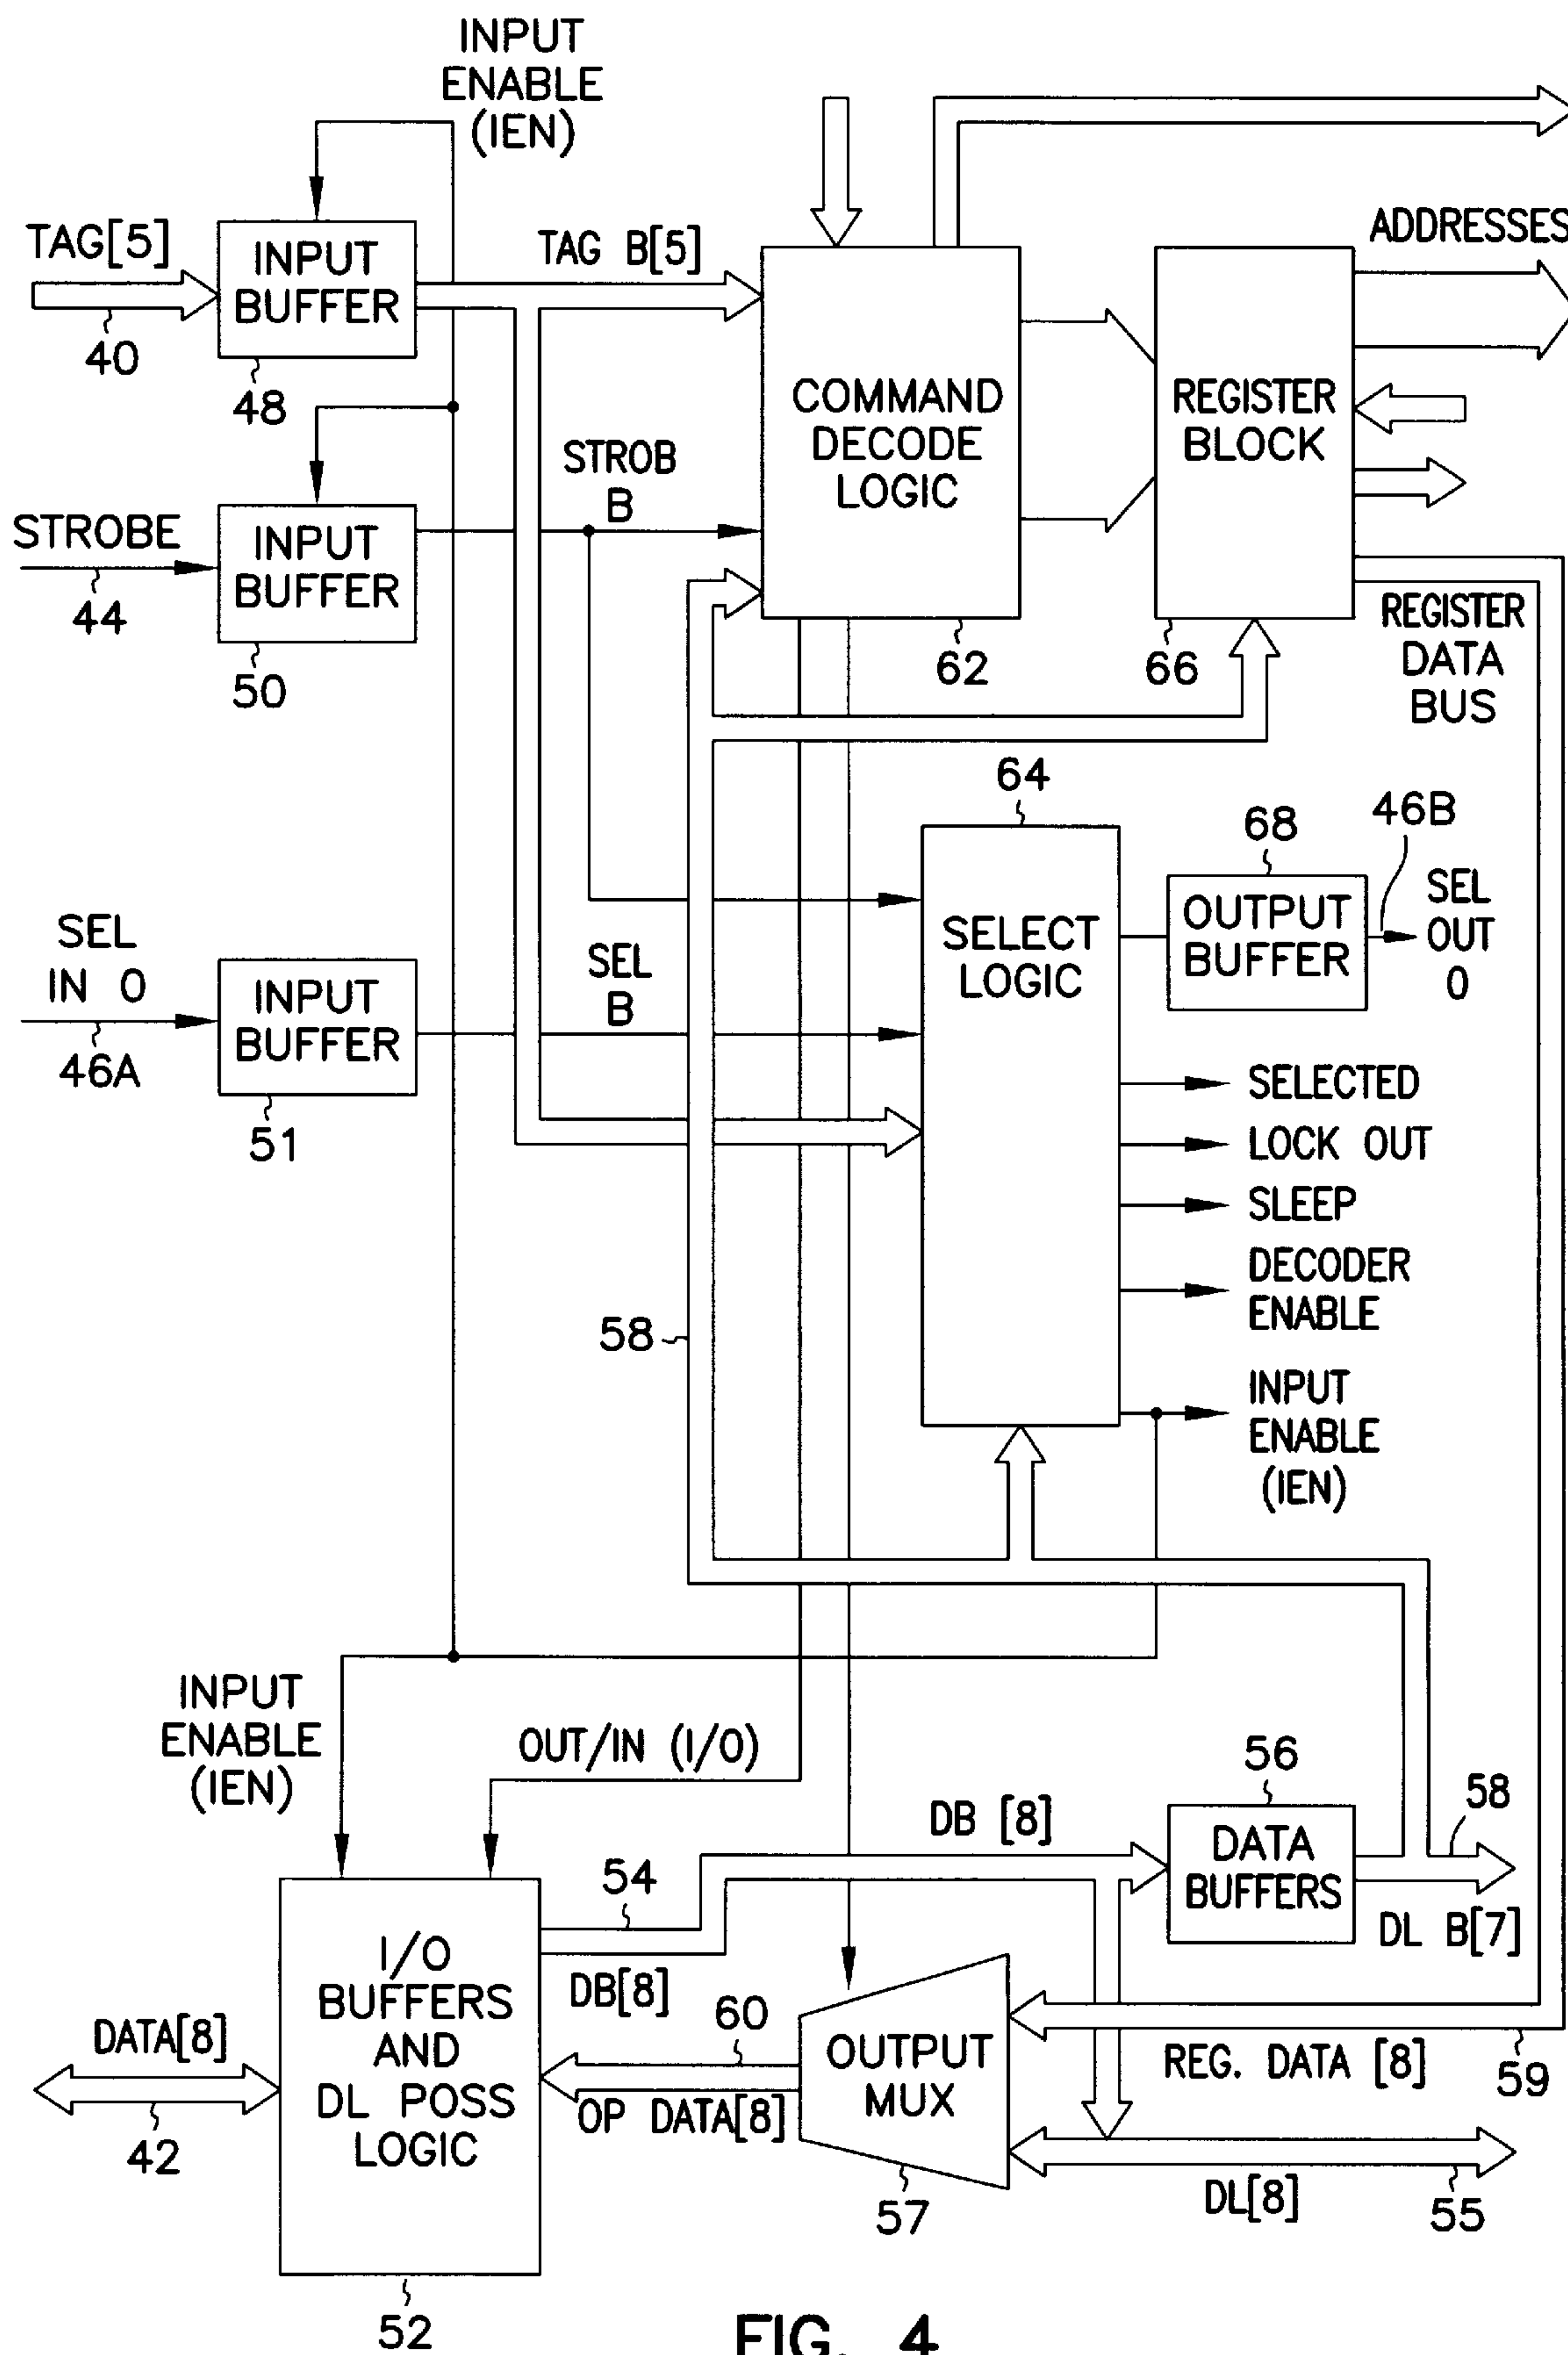 INPUT
ENABLE
(IEN)
TAG[5]
40
INPUT
BUFFER
48
TAG B[5]
ADDRESSES
COMMAND
DECODE
LOGIC
62
REGISTER
BLOCK
66
STROBE
44
INPUT
BUFFER
50
STROB
B
REGISTER
DATA
BUS
64
SEL
IN 0
46A
INPUT
BUFFER
51
SEL
B
SELECT
LOGIC
68
OUTPUT
BUFFER
46B
SEL
OUT
0
SELECTED
LOCK OUT
SLEEP
DECODER
ENABLE
58
INPUT
ENABLE
(IEN)
INPUT
ENABLE
(IEN)
OUT/IN (I/O)
54
DB [8]
56
DATA
BUFFERS
58
DL B[7]
I/O
BUFFERS
AND
DL POSS
LOGIC
52
DATA[8]
42
DB[8]
60
OP DATA[8]
OUTPUT
MUX
57
REG. DATA [8]
59
DL[8]
55
FIG. 4